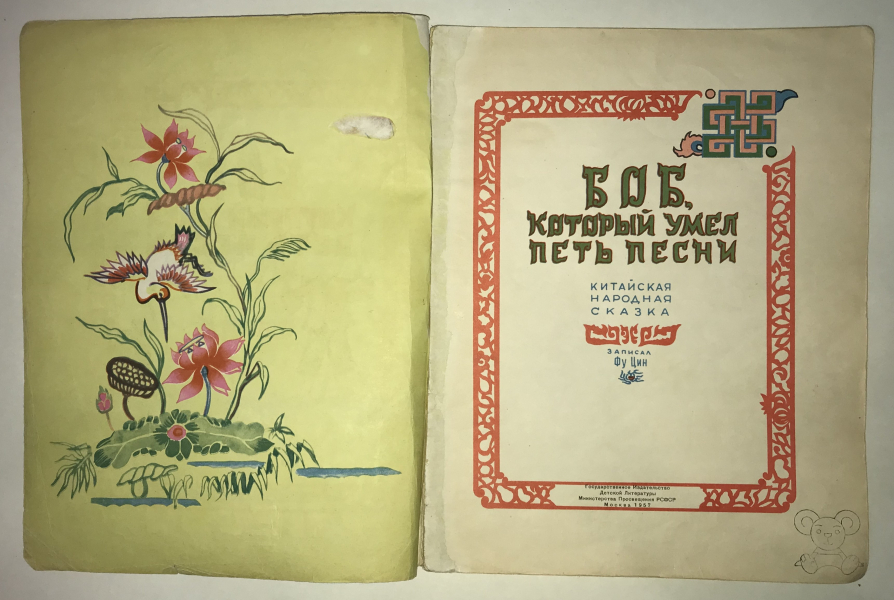 БОБ,
КОТОРЫЙ УМЕЛ
ПЕТЬ ПЕСНИ
КИТАЙСКАЯ
НАРОДНАЯ
СКАЗКА
ЗАПИСАЛ
ФУ ЦИН
Государственное Издательство
Детской Литературы
Министерства Просвещения РСФСР
Москва 1957